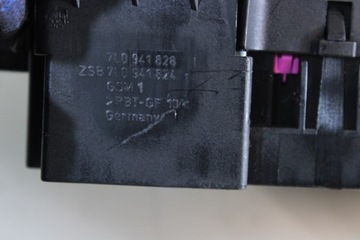 7L0 941 828
ZSB 7L0 941 824
GSM 1
>PBT-GF 10<
Germany